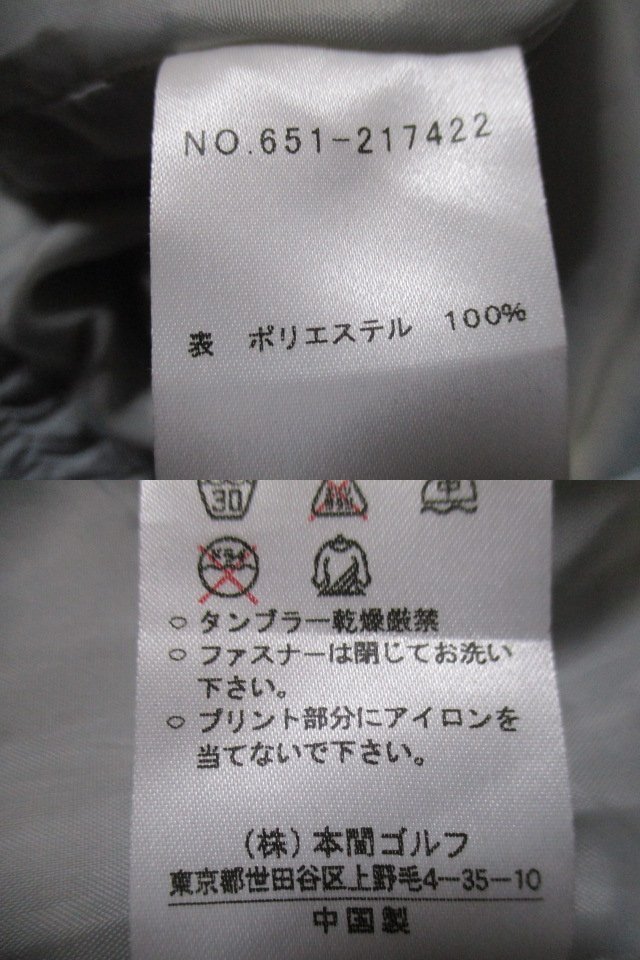 NO.651-217422
表 ポリエステル 100%
30
中
ドライ
○ タンブラー乾燥厳禁
○ ファスナーは閉じてお洗い
下さい。
○ プリント部分にアイロンを
当てないで下さい。
(株)本間ゴルフ
東京都世田谷区上野毛4-35-10
中国製